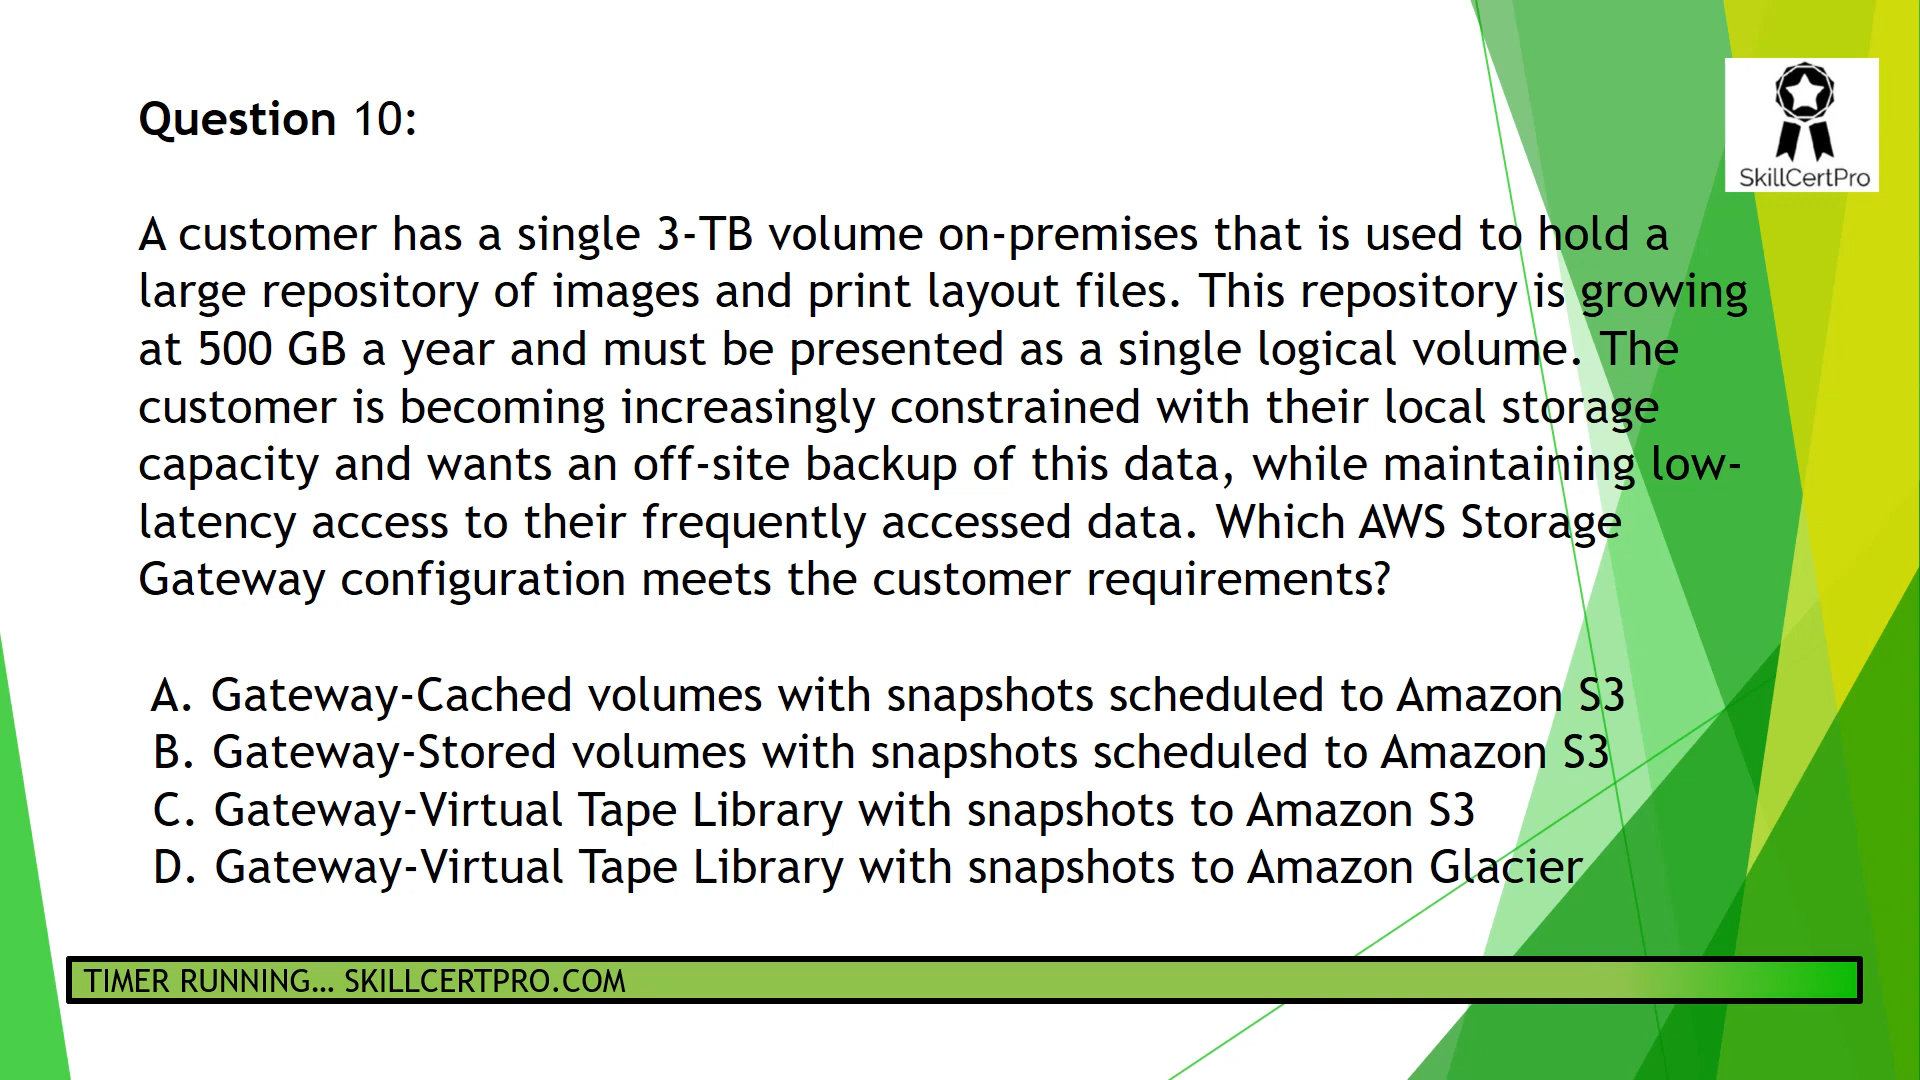 SkillCertPro
Question 10:
A customer has a single 3-TB volume on-premises that is used to hold a
large repository of images and print layout files. This repository is growing
at 500 GB a year and must be presented as a single logical volume. The
customer is becoming increasingly constrained with their local storage
capacity and wants an off-site backup of this data, while maintaining low-
latency access to their frequently accessed data. Which AWS Storage
Gateway configuration meets the customer requirements?
A. Gateway-Cached volumes with snapshots scheduled to Amazon S3
B. Gateway-Stored volumes with snapshots scheduled to Amazon S3
C. Gateway-Virtual Tape Library with snapshots to Amazon S3
D. Gateway-Virtual Tape Library with snapshots to Amazon Glacier
TIMER RUNNING… SKILLCERTPRO.COM